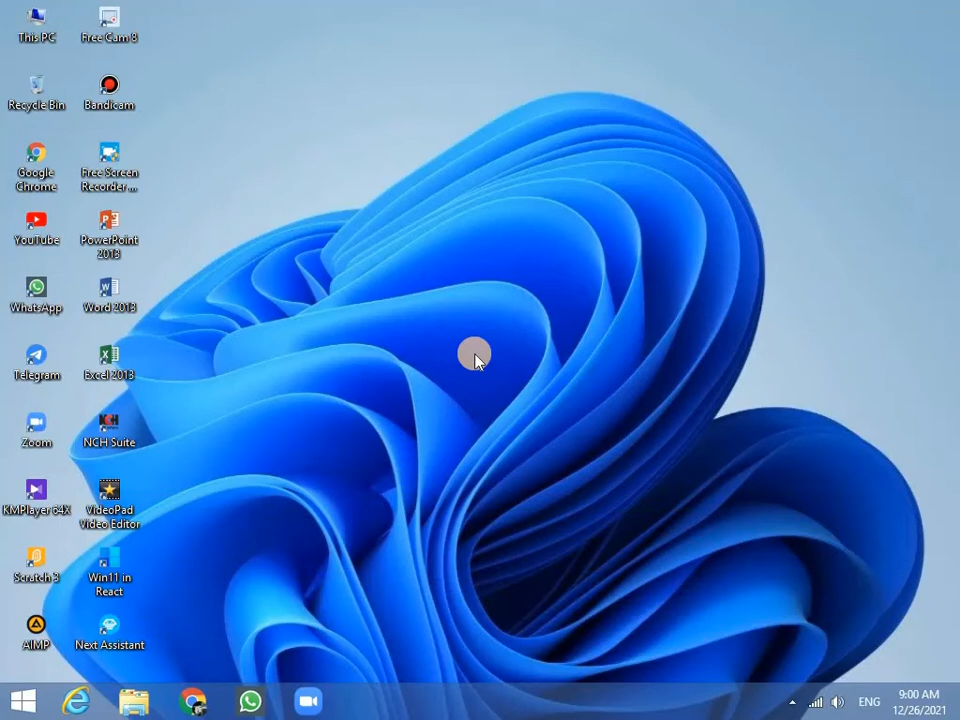 This PC
Free Cam 8
Recycle Bin
Bandicam
Google
Chrome
Free Screen
Recorder ...
YouTube
PowerPoint
2013
WhatsApp
Word 2013
Telegram
Excel 2013
Zoom
NCH
NCH Suite
KMPlayer 64X
VideoPad
Video Editor
Scratch 3
Win11 in
React
AIMP
Next Assistant
ENG
9:00 AM
12/26/2021